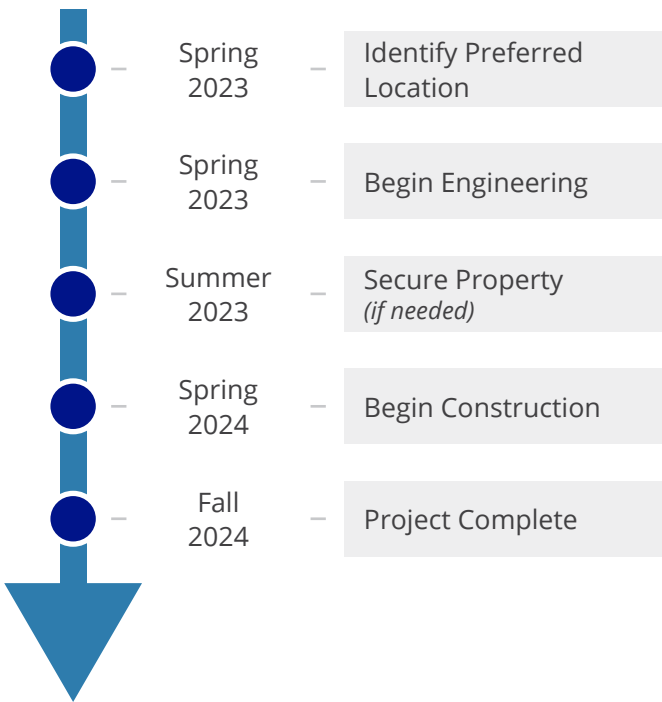 Spring
2023
Identify Preferred
Location
Spring
2023
Begin Engineering
Summer
2023
Secure Property
(if needed)
Spring
2024
Begin Construction
Fall
2024
Project Complete